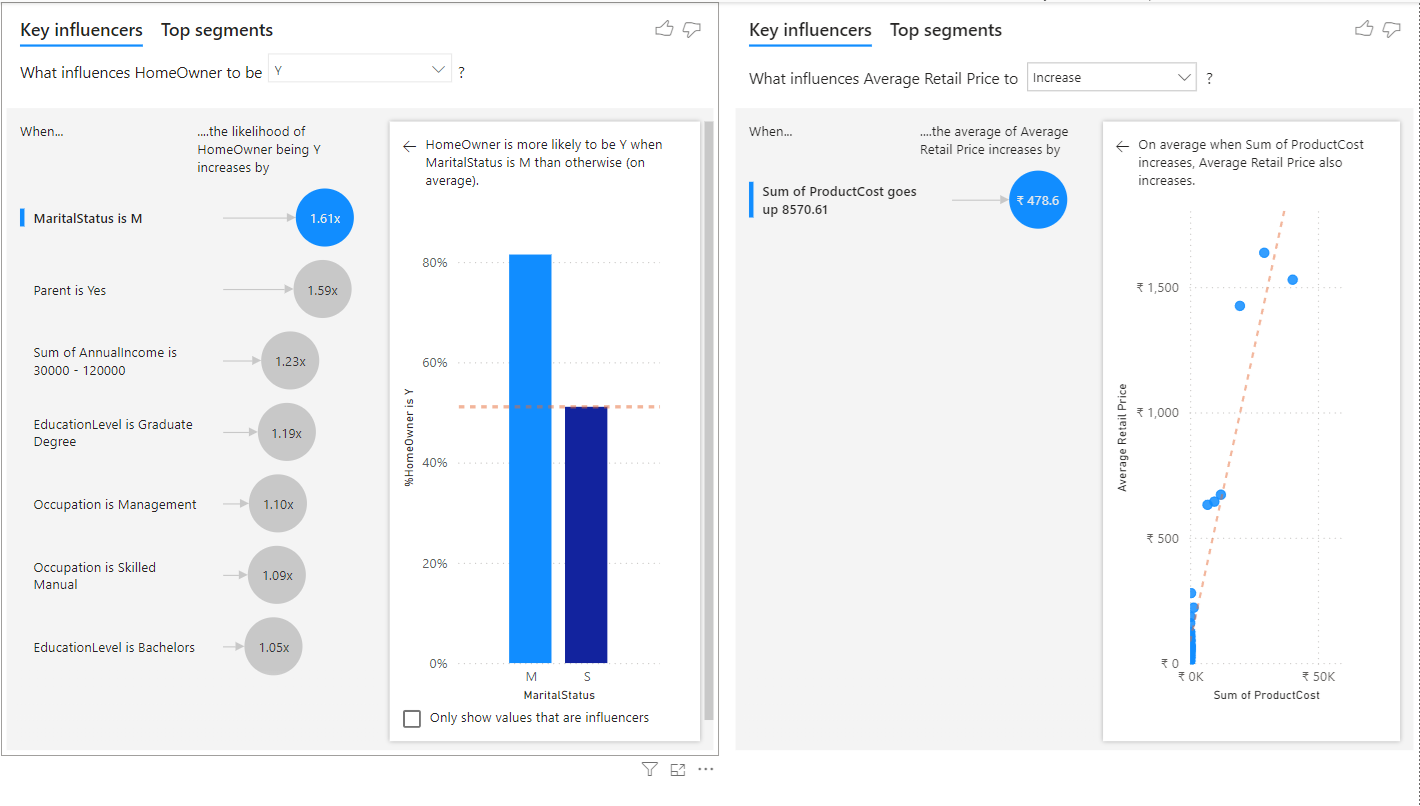 Key influencers
Top segments
What influences HomeOwner to be
Y
?
When...
....the likelihood of
HomeOwner being Y
increases by
MaritalStatus is M
1.61x
Parent is Yes
1.59x
Sum of AnnualIncome is
30000 - 120000
1.23x
EducationLevel is Graduate
Degree
1.19x
Occupation is Management
1.10x
Occupation is Skilled
Manual
1.09x
EducationLevel is Bachelors
1.05x
HomeOwner is more likely to be Y when
MaritalStatus is M than otherwise (on
average).
80%
60%
40%
20%
0%
%HomeOwner is Y
M
S
MaritalStatus
Only show values that are influencers
Key influencers
Top segments
What influences Average Retail Price to
Increase
?
When...
....the average of Average
Retail Price increases by
Sum of ProductCost goes
up 8570.61
₹ 478.6
On average when Sum of ProductCost
increases, Average Retail Price also
increases.
₹ 1,500
₹ 1,000
₹ 500
₹ 0
Average Retail Price
₹ 0K
₹ 50K
Sum of ProductCost